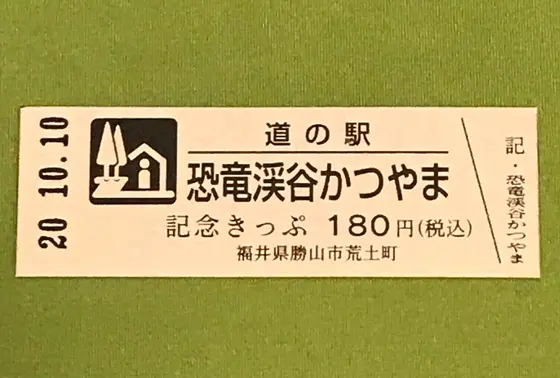 20 10.10
道の駅
恐竜渓谷かつやま
記念きっぷ 180円(税込)
福井県勝山市荒土町
記・恐竜渓谷かつやま